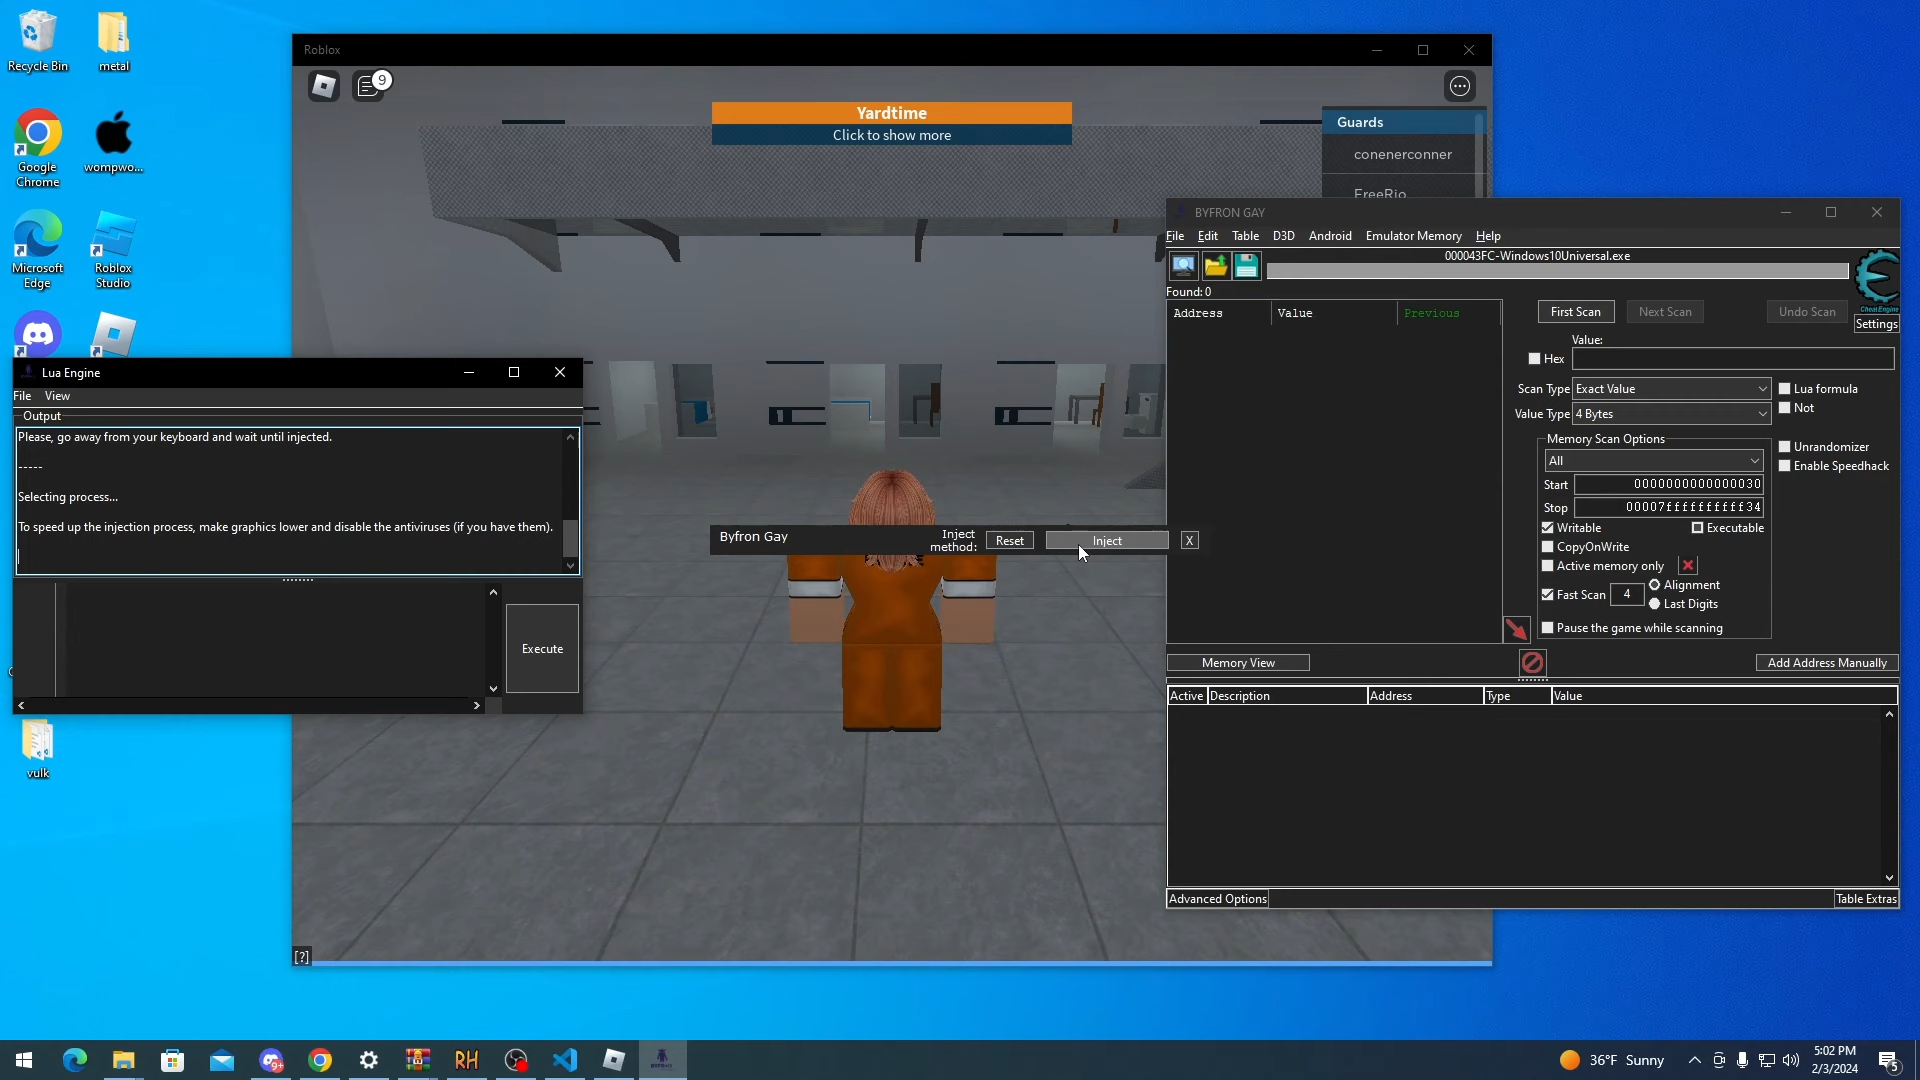 Recycle Bin
metal
Google Chrome
wompwo...
Microsoft Edge
Roblox Studio
vulk
Roblox
9
Yardtime
Click to show more
Guards
conenerconner
FreeRio
[?]
Lua Engine
File View
Output
Please, go away from your keyboard and wait until injected.
-----
Selecting process...
To speed up the injection process, make graphics lower and disable the antiviruses (if you have them).
Execute
Byfron Gay
Inject method:
Reset
Inject
X
BYFRON GAY
File Edit Table D3D Android Emulator Memory Help
000043FC-Windows10Universal.exe
Found: 0
Address Value Previous
First Scan Next Scan Undo Scan
Cheat Engine
Settings
Value:
Hex
Scan Type Exact Value
Lua formula
Value Type 4 Bytes
Not
Memory Scan Options
All
Unrandomizer
Enable Speedhack
Start 0000000000000030
Stop 00007ffffffffff34
Writable Executable
CopyOnWrite
Active memory only
Fast Scan 4 Alignment
Last Digits
Pause the game while scanning
Memory View
Add Address Manually
Active Description Address Type Value
Advanced Options
Table Extras
9+
RH
36°F Sunny
5:02 PM
2/3/2024
5